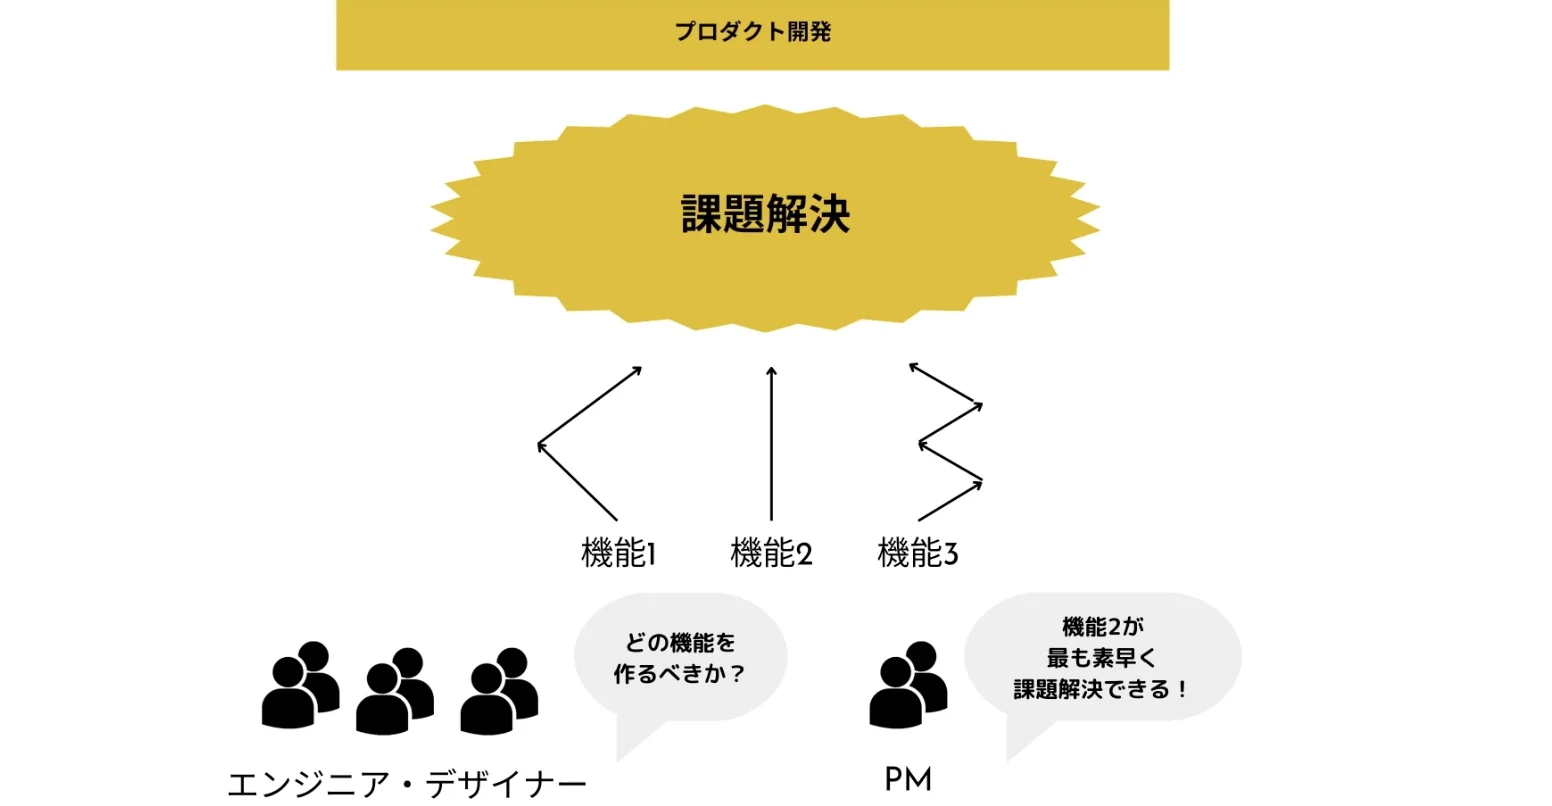 プロダクト開発
課題解決
機能1
機能2
機能3
どの機能を
作るべきか？
機能2が
最も素早く
課題解決できる！
エンジニア・デザイナー
PM